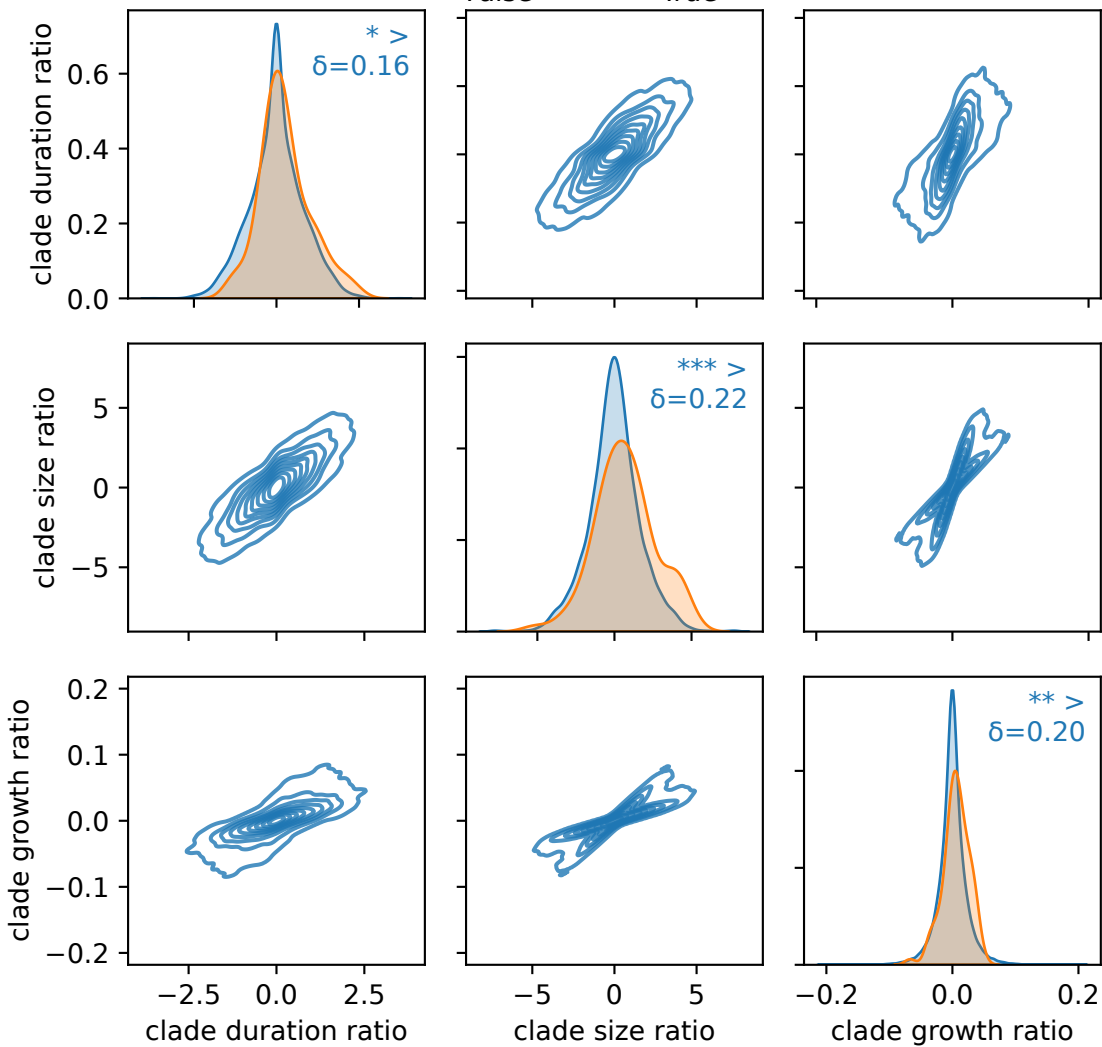 * >
δ=0.16
clade duration ratio
0.6
0.4
0.2
0.0
*** >
δ=0.22
clade size ratio
5
0
−5
** >
δ=0.20
clade growth ratio
0.2
0.1
0.0
−0.1
−0.2
−2.5 0.0 2.5
−5 0 5
−0.2 0.0 0.2
clade duration ratio
clade size ratio
clade growth ratio